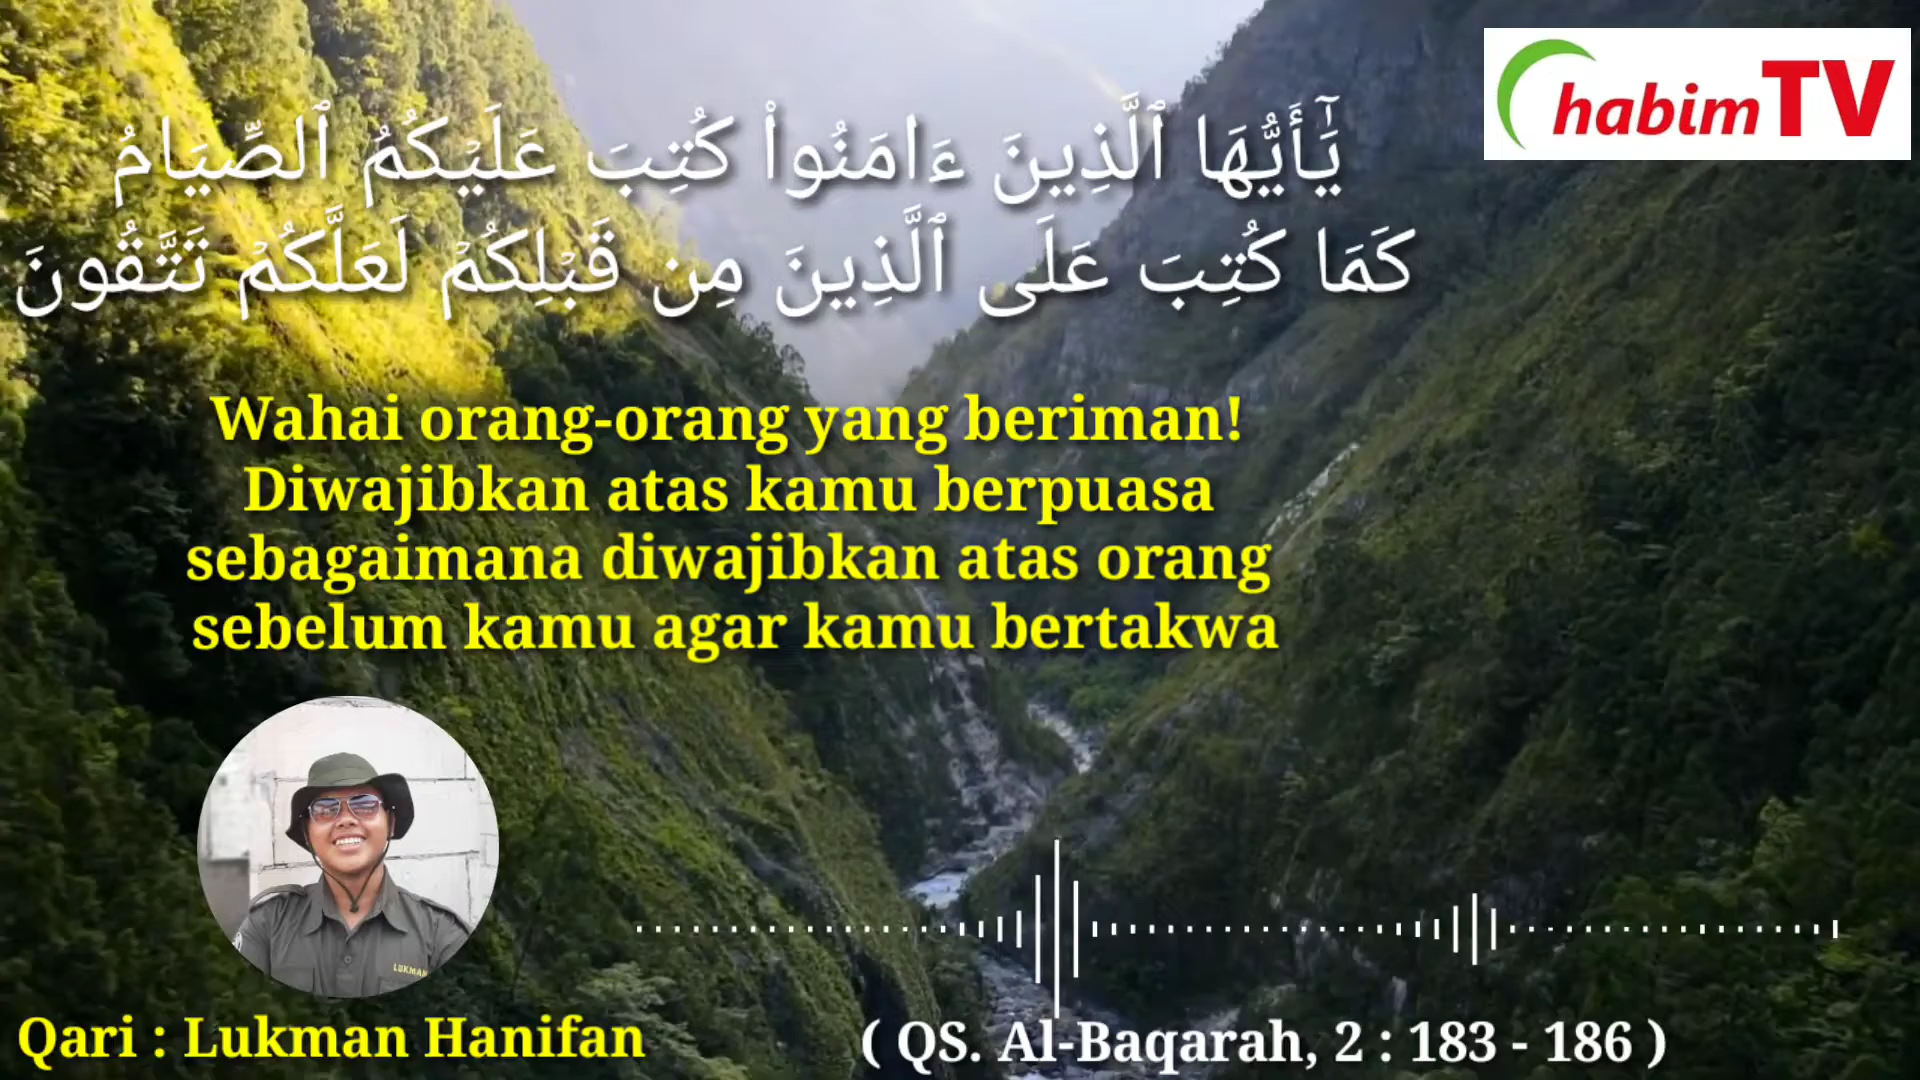 habimTV
يَٰٓأَيُّهَا ٱلَّذِينَ ءَامَنُوا۟ كُتِبَ عَلَيْكُمُ ٱلصِّيَامُ
كَمَا كُتِبَ عَلَى ٱلَّذِينَ مِن قَبْلِكُمْ لَعَلَّكُمْ تَتَّقُونَ
Wahai orang-orang yang beriman!
Diwajibkan atas kamu berpuasa
sebagaimana diwajibkan atas orang
sebelum kamu agar kamu bertakwa
LUKMAN
Qari : Lukman Hanifan
( QS. Al-Baqarah, 2 : 183 - 186 )